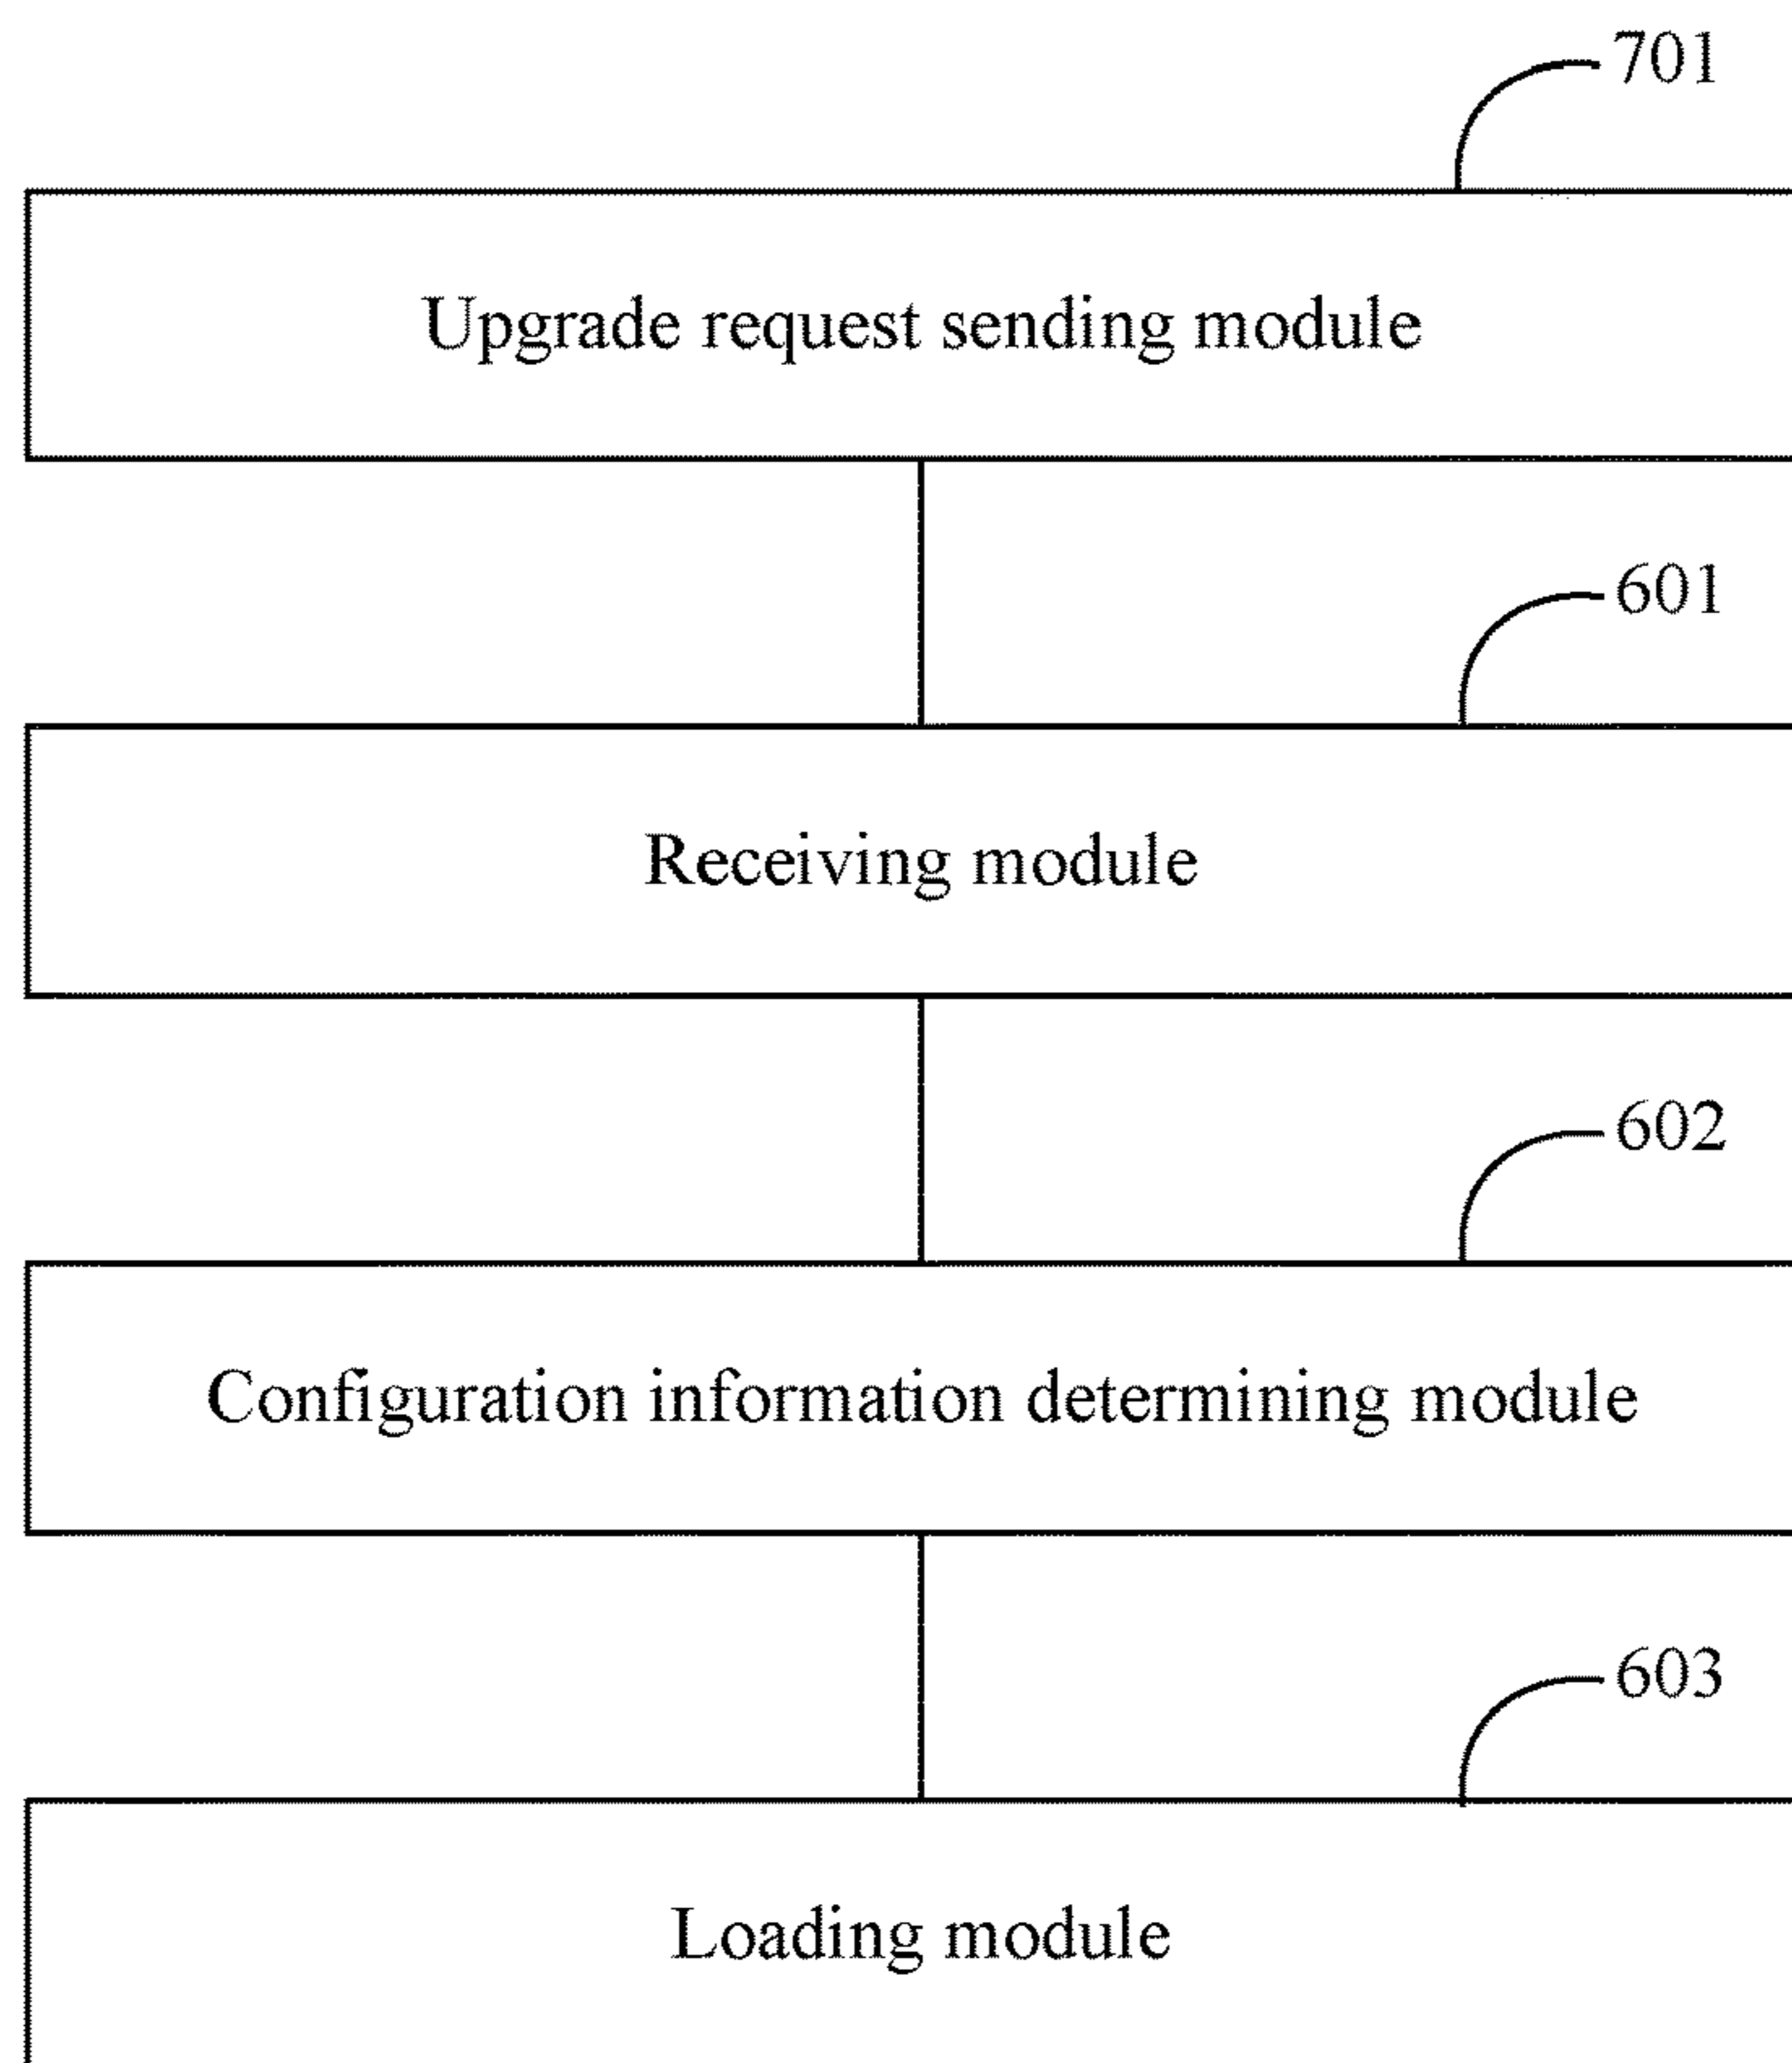 701
Upgrade request sending module
601
Receiving module
602
Configuration information determining module
603
Loading module